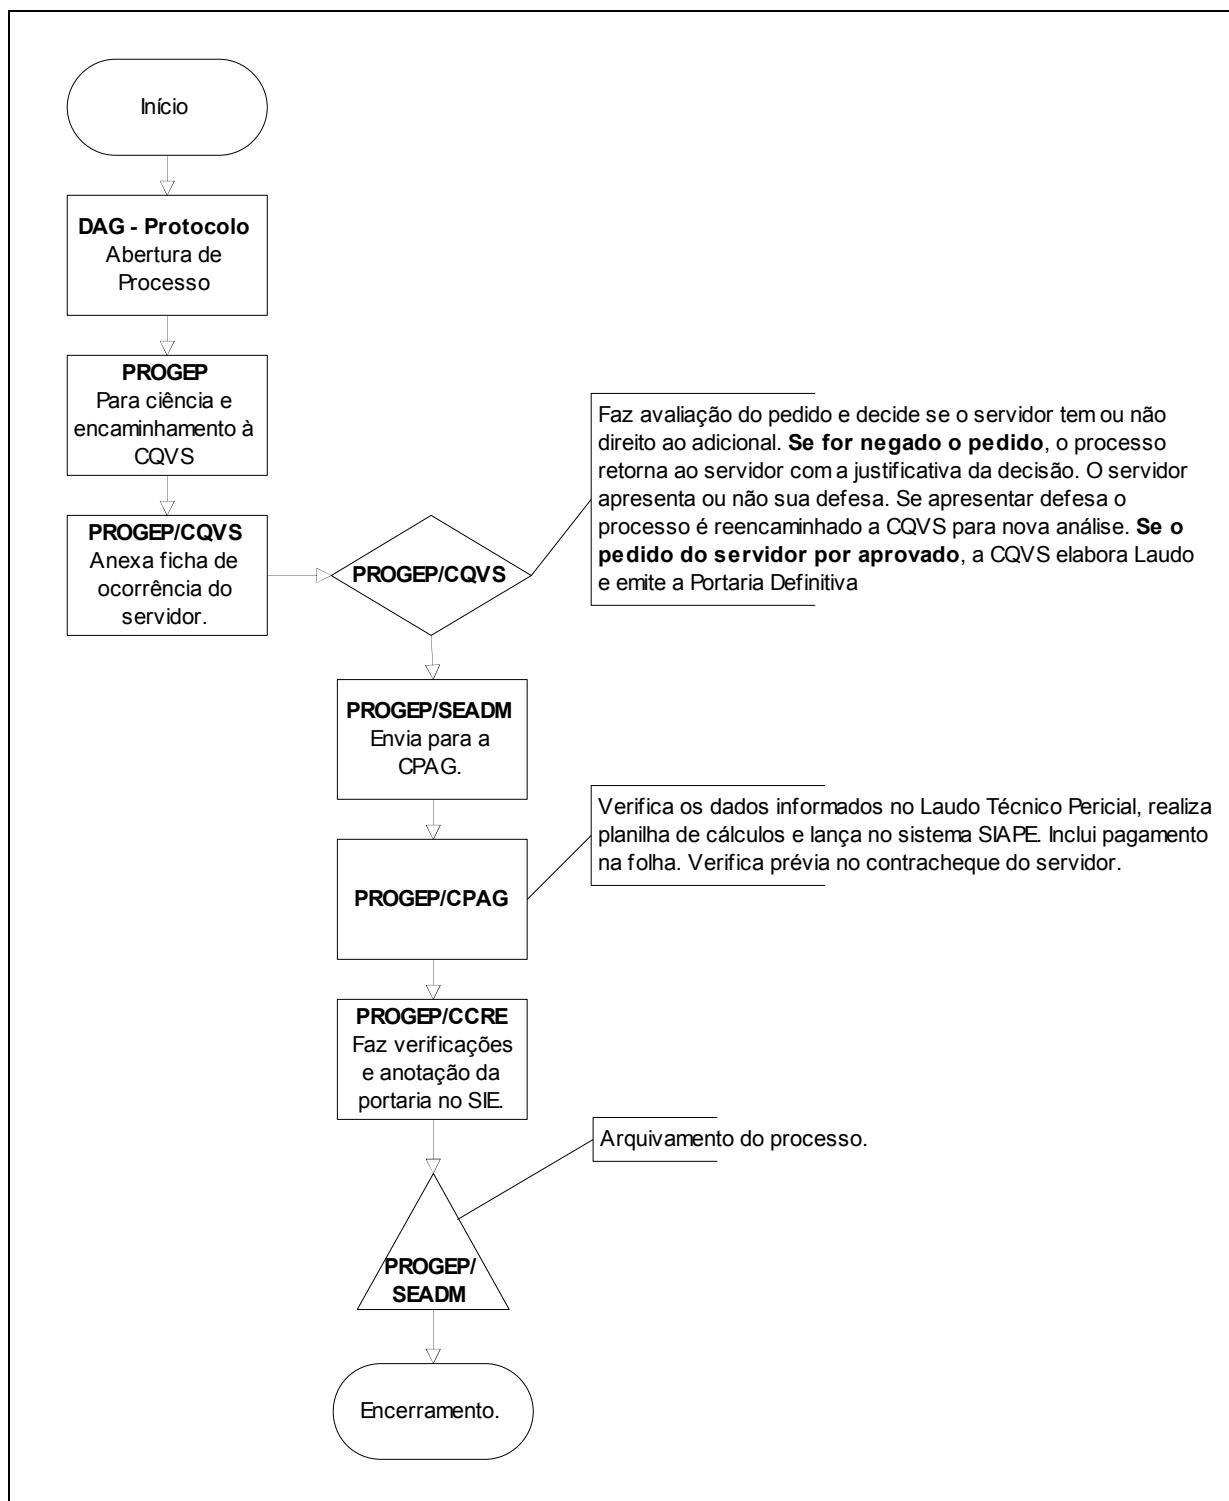 Início
DAG - Protocolo
Abertura de
Processo
PROGEP
Para ciência e
encaminhamento à
CQVS
PROGEP/CQVS
Anexa ficha de
ocorrência do
servidor.
PROGEP/CQVS
Faz avaliação do pedido e decide se o servidor tem ou não
direito ao adicional. Se for negado o pedido, o processo
retorna ao servidor com a justificativa da decisão. O servidor
apresenta ou não sua defesa. Se apresentar defesa o
processo é reencaminhado a CQVS para nova análise. Se o
pedido do servidor por aprovado, a CQVS elabora Laudo
e emite a Portaria Definitiva
PROGEP/SEADM
Envia para a
CPAG.
PROGEP/CPAG
Verifica os dados informados no Laudo Técnico Pericial, realiza
planilha de cálculos e lança no sistema SIAPE. Inclui pagamento
na folha. Verifica prévia no contracheque do servidor.
PROGEP/CCRE
Faz verificações
e anotação da
portaria no SIE.
Arquivamento do processo.
PROGEP/
SEADM
Encerramento.